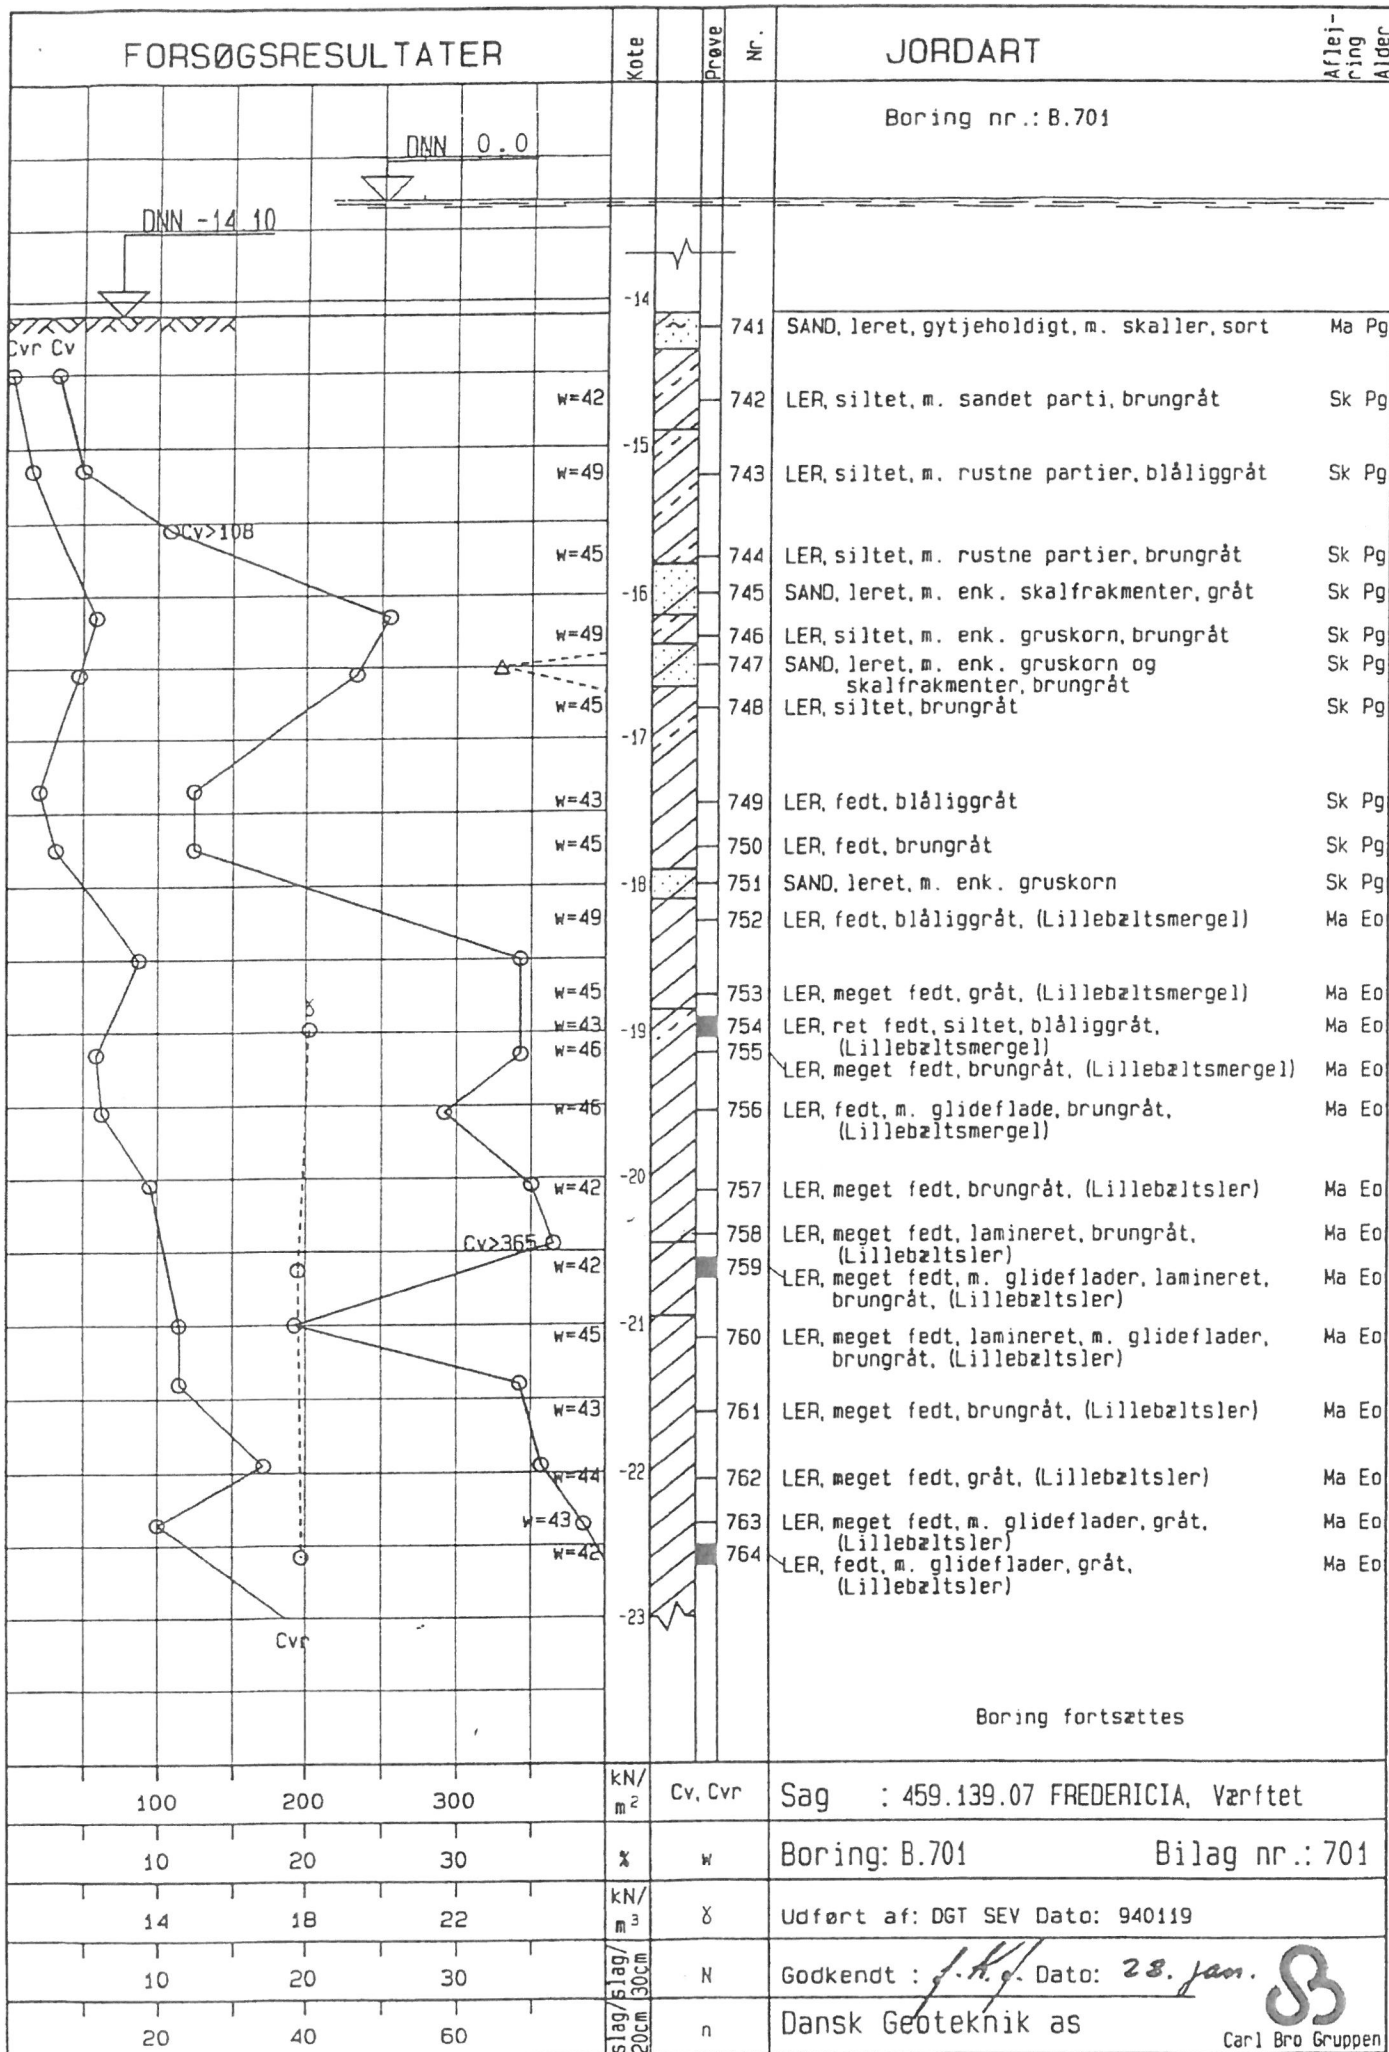 FORSØGSRESULTATER Kote Prøve Nr. JORDART Aflej-ring Alder
Boring nr.: B.701
DNN 0.0
DNN -14.10
-14
741 SAND, leret, gytjeholdigt, m. skaller, sort Ma Pg
Cvr Cv
w=42 742 LER, siltet, m. sandet parti, brungråt Sk Pg
-15
w=49 743 LER, siltet, m. rustne partier, blåliggråt Sk Pg
Cv>108
w=45 744 LER, siltet, m. rustne partier, brungråt Sk Pg
-16 745 SAND, leret, m. enk. skalfrakmenter, gråt Sk Pg
w=49 746 LER, siltet, m. enk. gruskorn, brungråt Sk Pg
747 SAND, leret, m. enk. gruskorn og Sk Pg
skalfrakmenter, brungråt
w=45 748 LER, siltet, brungråt Sk Pg
-17
w=43 749 LER, fedt, blåliggråt Sk Pg
w=45 750 LER, fedt, brungråt Sk Pg
-18 751 SAND, leret, m. enk. gruskorn Sk Pg
w=49 752 LER, fedt, blåliggråt, (Lillebæltsmergel) Ma Eo
w=45 753 LER, meget fedt, gråt, (Lillebæltsmergel) Ma Eo
γ
w=43 -19 754 LER, ret fedt, siltet, blåliggråt, Ma Eo
(Lillebæltsmergel)
w=46 755 LER, meget fedt, brungråt, (Lillebæltsmergel) Ma Eo
w=46 756 LER, fedt, m. glideflade, brungråt, Ma Eo
(Lillebæltsmergel)
-20
w=42 757 LER, meget fedt, brungråt, (Lillebæltsler) Ma Eo
Cv>365 758 LER, meget fedt, lamineret, brungråt, Ma Eo
(Lillebæltsler)
w=42 759 LER, meget fedt, m. glideflader, lamineret, Ma Eo
brungråt, (Lillebæltsler)
-21
w=45 760 LER, meget fedt, lamineret, m. glideflader, Ma Eo
brungråt, (Lillebæltsler)
w=43 761 LER, meget fedt, brungråt, (Lillebæltsler) Ma Eo
w=44 -22 762 LER, meget fedt, gråt, (Lillebæltsler) Ma Eo
w=43 763 LER, meget fedt, m. glideflader, gråt, Ma Eo
(Lillebæltsler)
w=42 764 LER, fedt, m. glideflader, gråt, Ma Eo
(Lillebæltsler)
-23
Cvr
Boring fortsættes
100 200 300 kN/m² Cv, Cvr Sag : 459.139.07 FREDERICIA, Værftet
10 20 30 % w Boring: B.701 Bilag nr.: 701
14 18 22 kN/m³ γ Udført af: DGT SEV Dato: 940119
10 20 30 slag/30cm N Godkendt : Dato: 28. jan.
20 40 60 slag/20cm n Dansk Geoteknik as
Carl Bro Gruppen